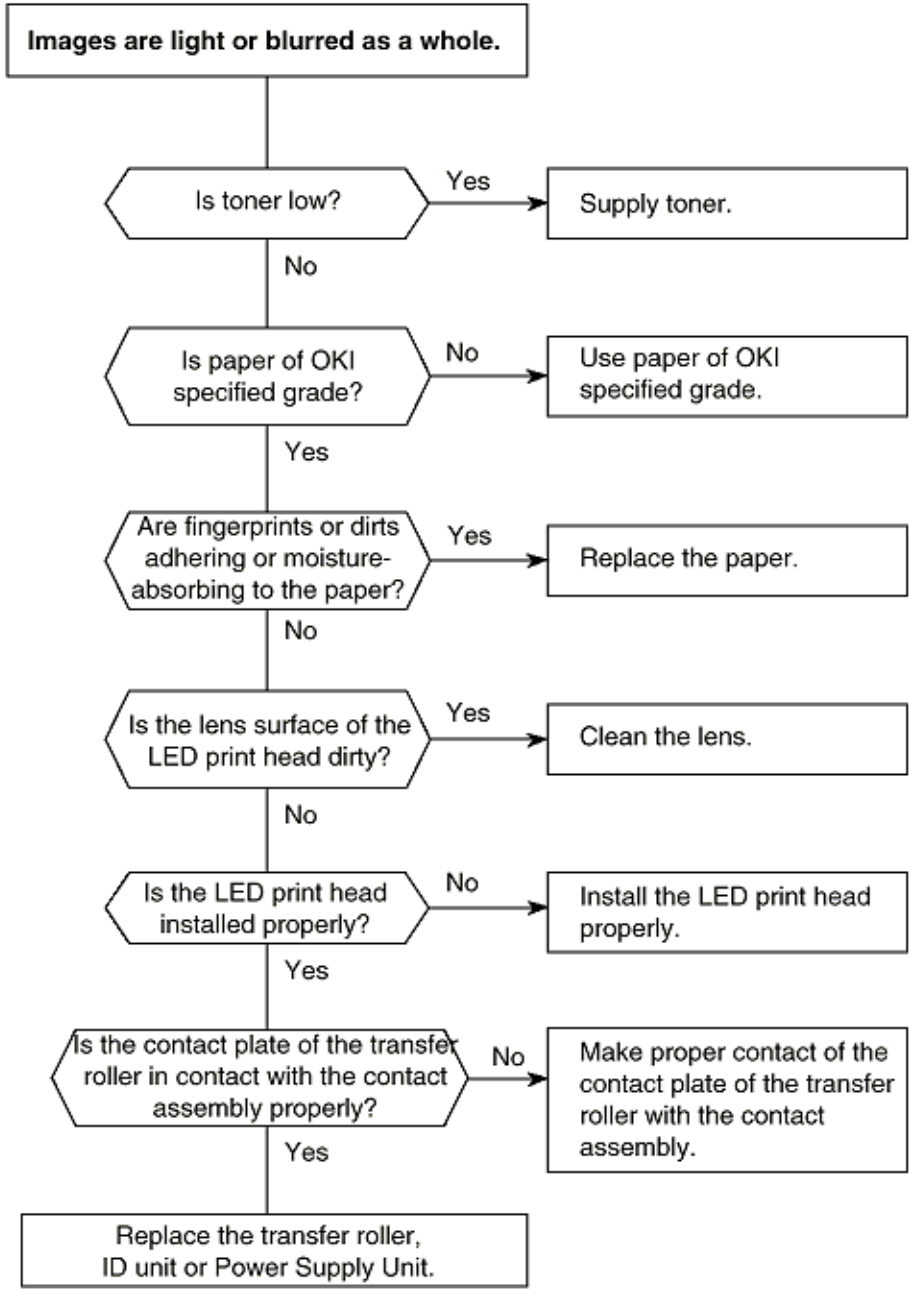 Images are light or blurred as a whole.
Is toner low?
Yes
Supply toner.
No
Is paper of OKI
specified grade?
No
Use paper of OKI
specified grade.
Yes
Are fingerprints or dirts
adhering or moisture-
absorbing to the paper?
Yes
Replace the paper.
No
Is the lens surface of the
LED print head dirty?
Yes
Clean the lens.
No
Is the LED print head
installed properly?
No
Install the LED print head
properly.
Yes
Is the contact plate of the transfer
roller in contact with the contact
assembly properly?
No
Make proper contact of the
contact plate of the transfer
roller with the contact
assembly.
Yes
Replace the transfer roller,
ID unit or Power Supply Unit.